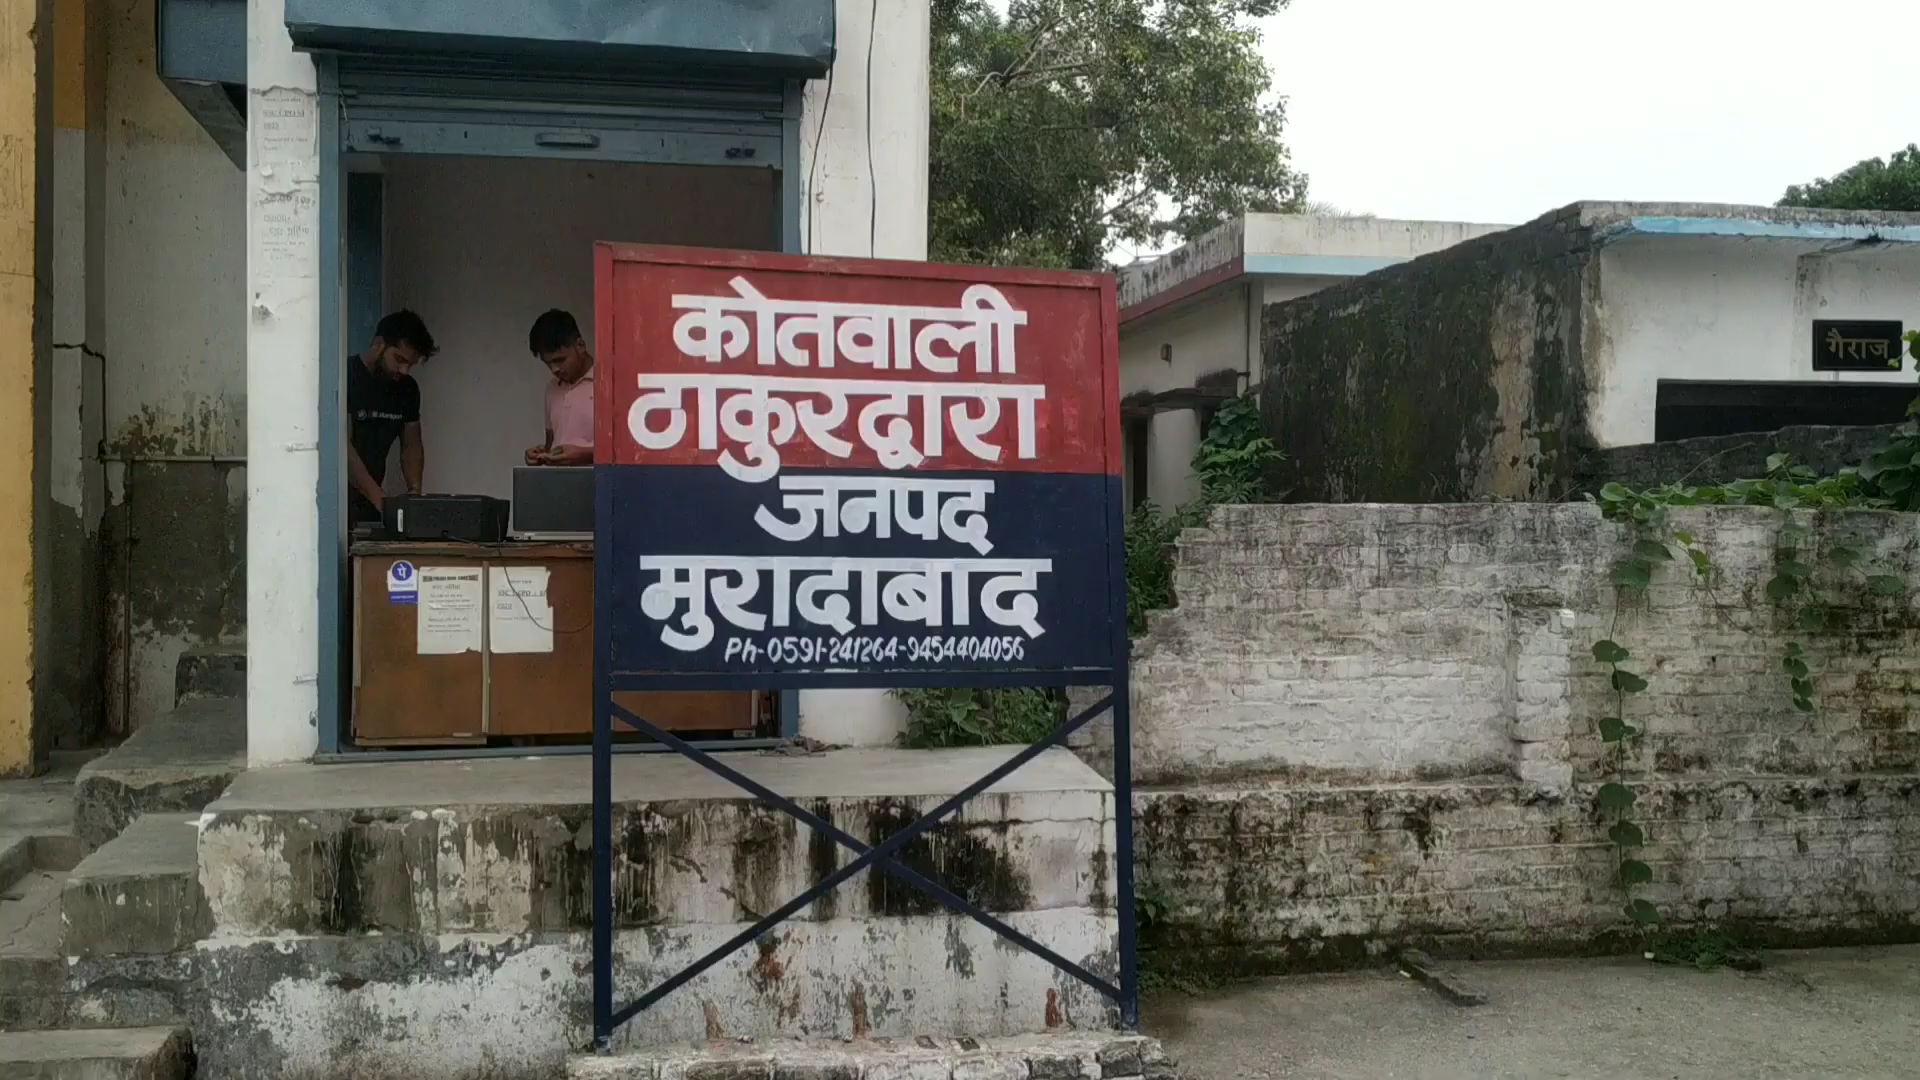 कोतवाली
ठाकुरद्वारा
जनपद
मुरादाबाद
Ph-0591-241264-9454404056
गैराज
पे